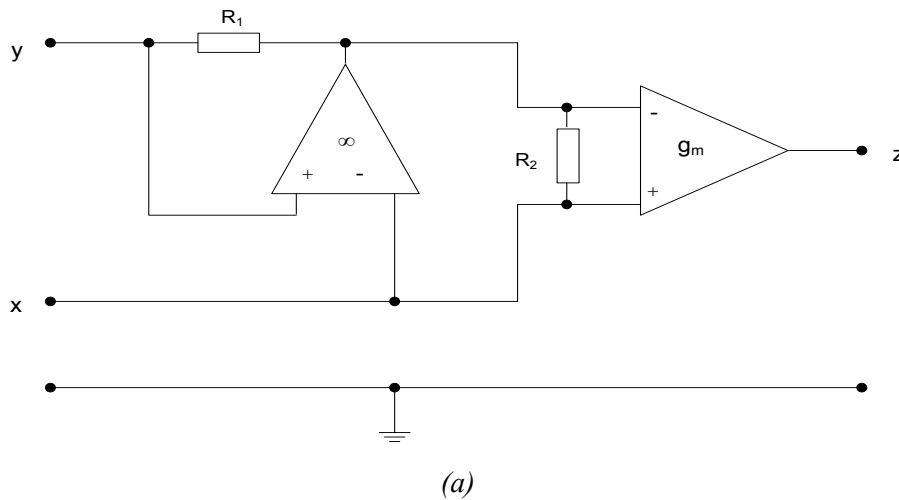 R₁
y
∞
+ -
-
R₂
gₘ
z
+
x
(a)